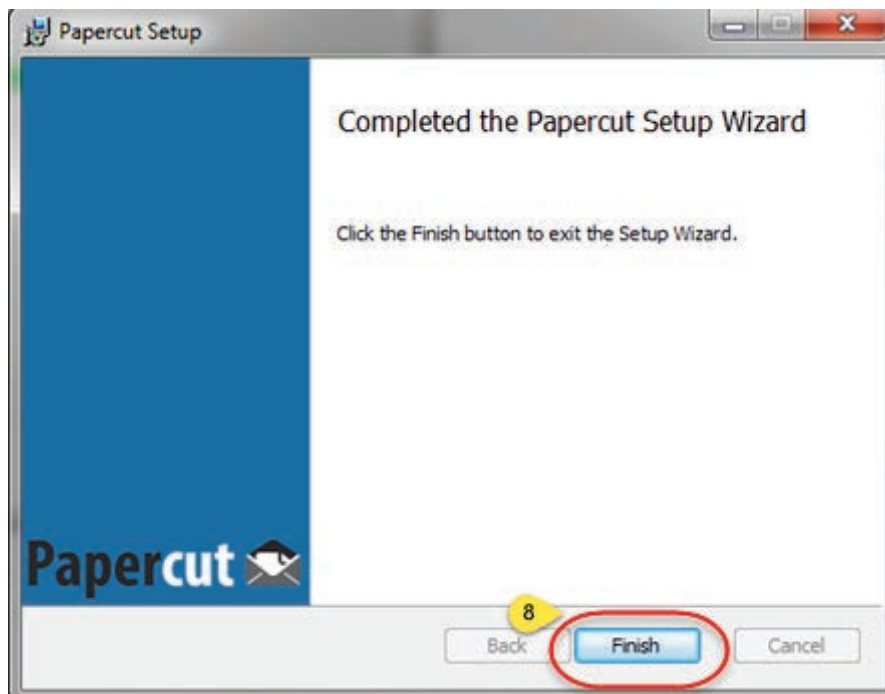 Papercut Setup
Completed the Papercut Setup Wizard
Click the Finish button to exit the Setup Wizard.
Papercut
8
Back Finish Cancel